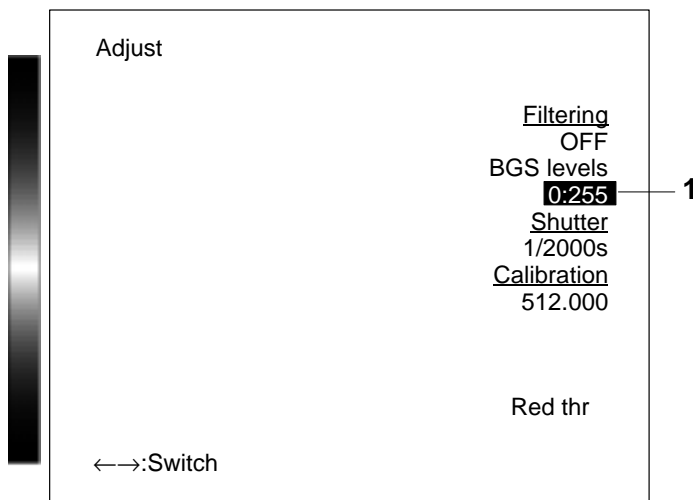 Adjust
Filtering
OFF
BGS levels
0:255
1
Shutter
1/2000s
Calibration
512.000
Red thr
←→:Switch